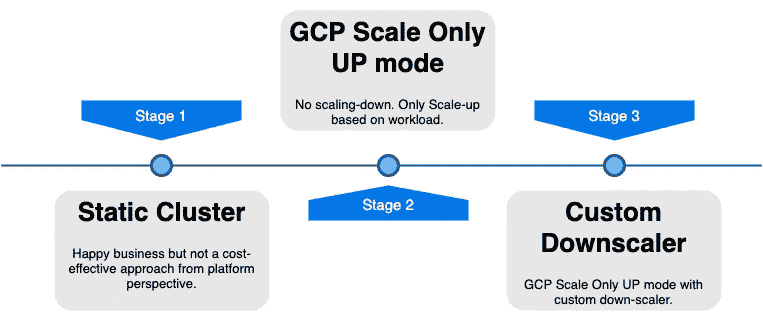 Stage 1
Static Cluster
Happy business but not a cost-
effective approach from platform
perspective.
GCP Scale Only
UP mode
No scaling-down. Only Scale-up
based on workload.
Stage 2
Stage 3
Custom
Downscaler
GCP Scale Only UP mode with
custom down-scaler.